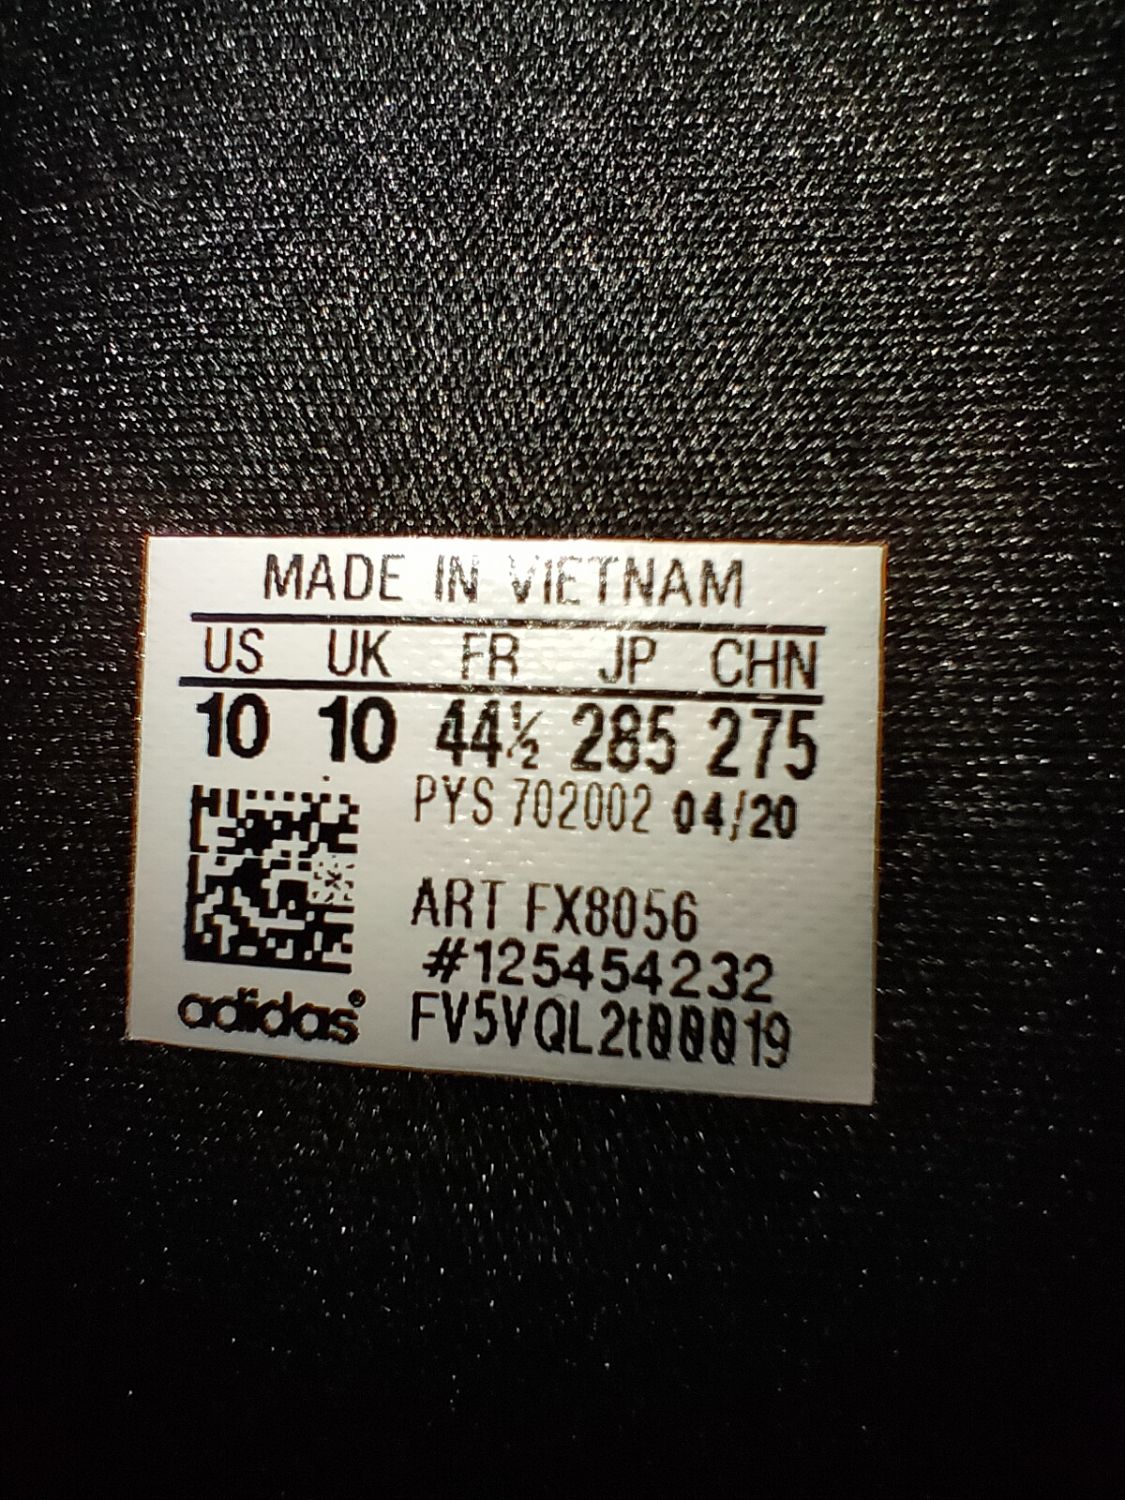 MADE IN VIETNAM
US UK FR JP CHN
10 10 44½ 285 275
PYS 702002 04/20
ART FX8056
#125454232
adidas® FV5VQL2t00019